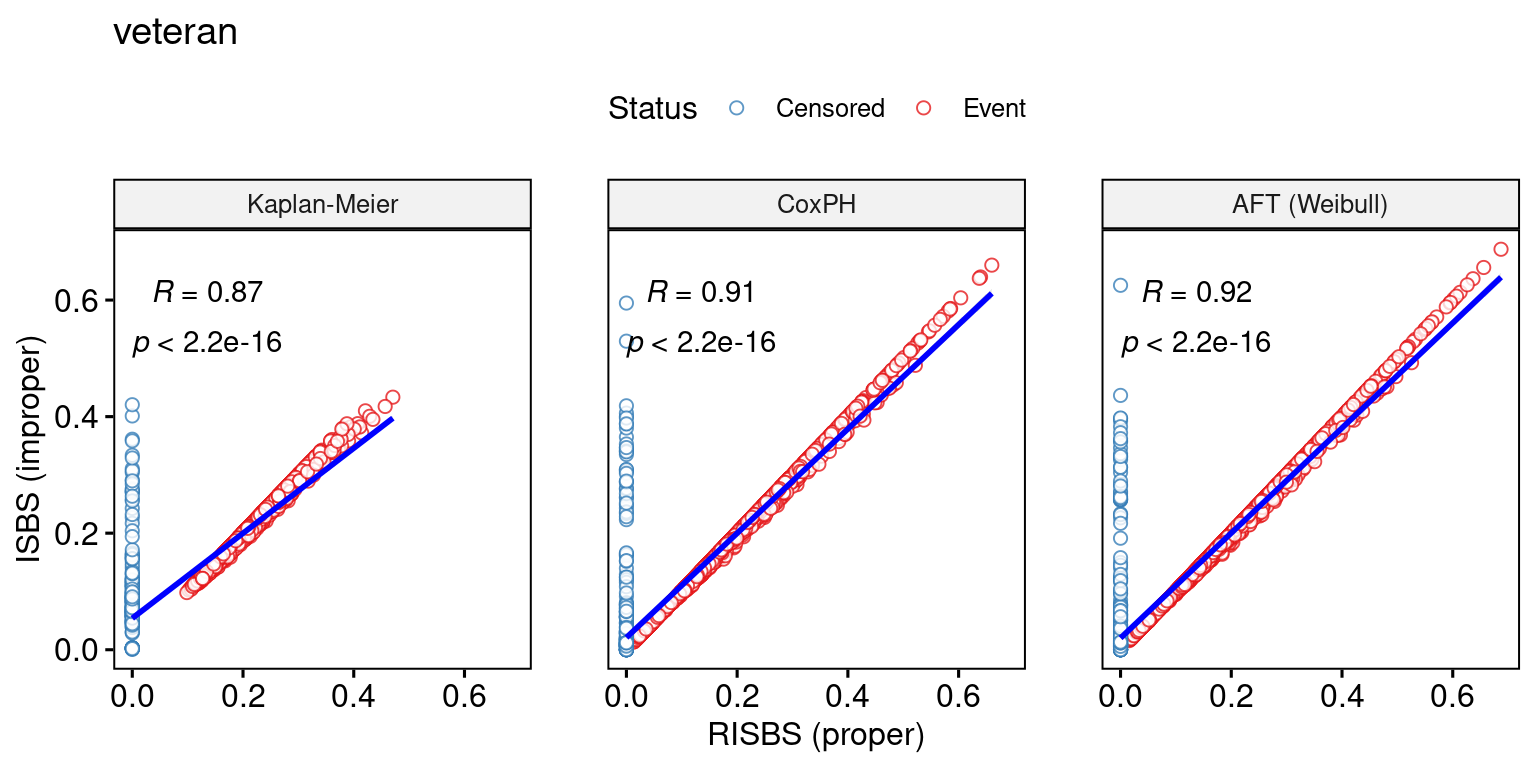 veteran
Status Censored Event
Kaplan-Meier CoxPH AFT (Weibull)
R = 0.87 R = 0.91 R = 0.92
p < 2.2e-16 p < 2.2e-16 p < 2.2e-16
ISBS (improper)
0.6
0.4
0.2
0.0
0.0 0.2 0.4 0.6 0.0 0.2 0.4 0.6 0.0 0.2 0.4 0.6
RISBS (proper)